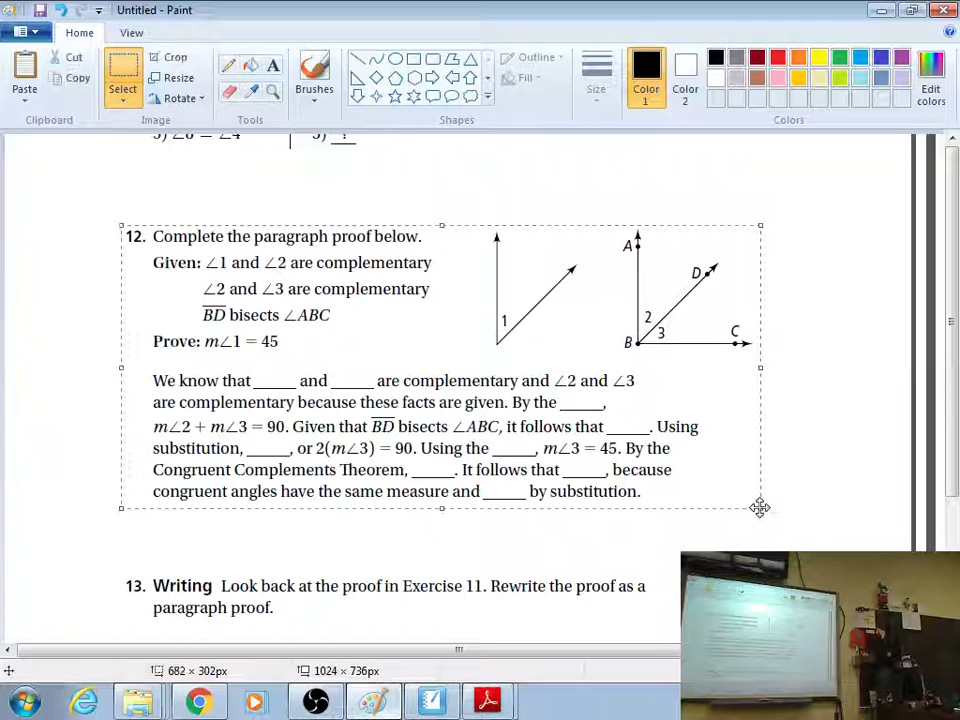 Untitled - Paint
Home
View
Paste
Cut
Copy
Clipboard
Select
Crop
Resize
Rotate
Image
Tools
Brushes
Shapes
Outline
Fill
Size
Color 1
Color 2
Edit colors
Colors
12. Complete the paragraph proof below.
Given: ∠1 and ∠2 are complementary
∠2 and ∠3 are complementary
B̅D̅ bisects ∠ABC
Prove: m∠1 = 45
1
A
D
2
3
B
C
We know that _____ and _____ are complementary and ∠2 and ∠3
are complementary because these facts are given. By the _____,
m∠2 + m∠3 = 90. Given that B̅D̅ bisects ∠ABC, it follows that _____. Using
substitution, _____, or 2(m∠3) = 90. Using the _____, m∠3 = 45. By the
Congruent Complements Theorem, _____. It follows that _____, because
congruent angles have the same measure and _____ by substitution.
13. Writing Look back at the proof in Exercise 11. Rewrite the proof as a
paragraph proof.
682 × 302px
1024 × 736px